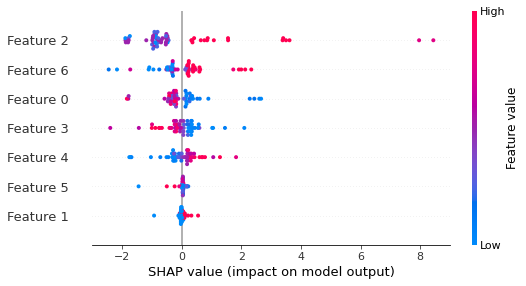 High
Feature 2
Feature 6
Feature 0
Feature 3
Feature 4
Feature 5
Feature 1
Feature value
Low
−2 0 2 4 6 8
SHAP value (impact on model output)